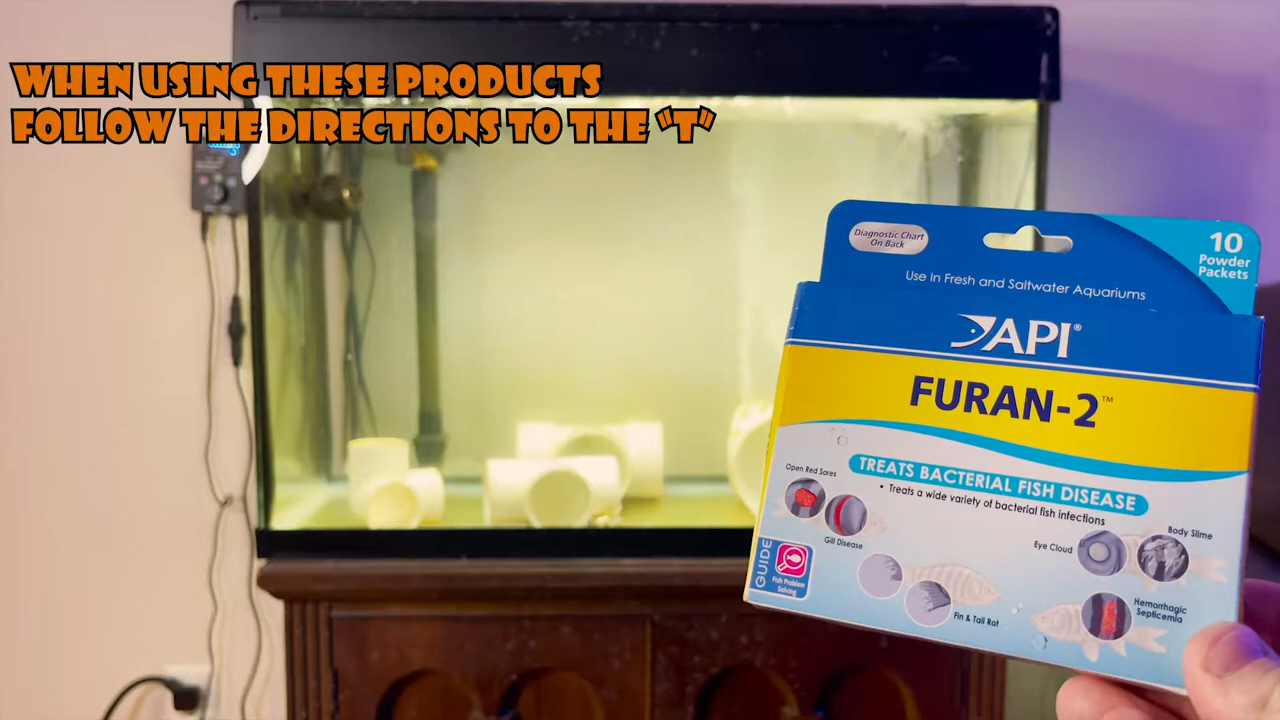 WHEN USING THESE PRODUCTS
FOLLOW THE DIRECTIONS TO THE "T"
Diagnostic Chart
On Back
10
Powder
Packets
Use In Fresh and Saltwater Aquariums
API®
FURAN-2™
TREATS BACTERIAL FISH DISEASE
• Treats a wide variety of bacterial fish infections
Open Red Sores
Gill Disease
Eye Cloud
Body Slime
Fin & Tail Rot
Hemorrhagic
Septicemia
GUIDE
Fish Problem
Solving